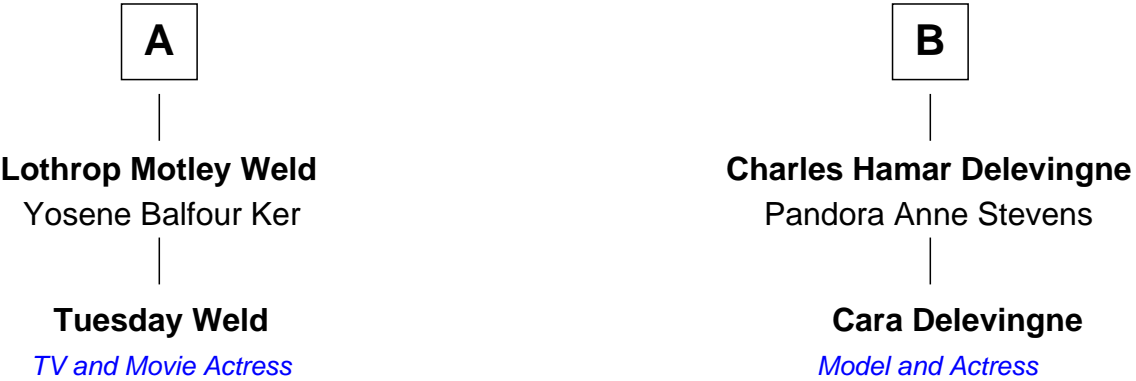 A
Lothrop Motley Weld
Yosene Balfour Ker
Tuesday Weld
TV and Movie Actress
B
Charles Hamar Delevingne
Pandora Anne Stevens
Cara Delevingne
Model and Actress